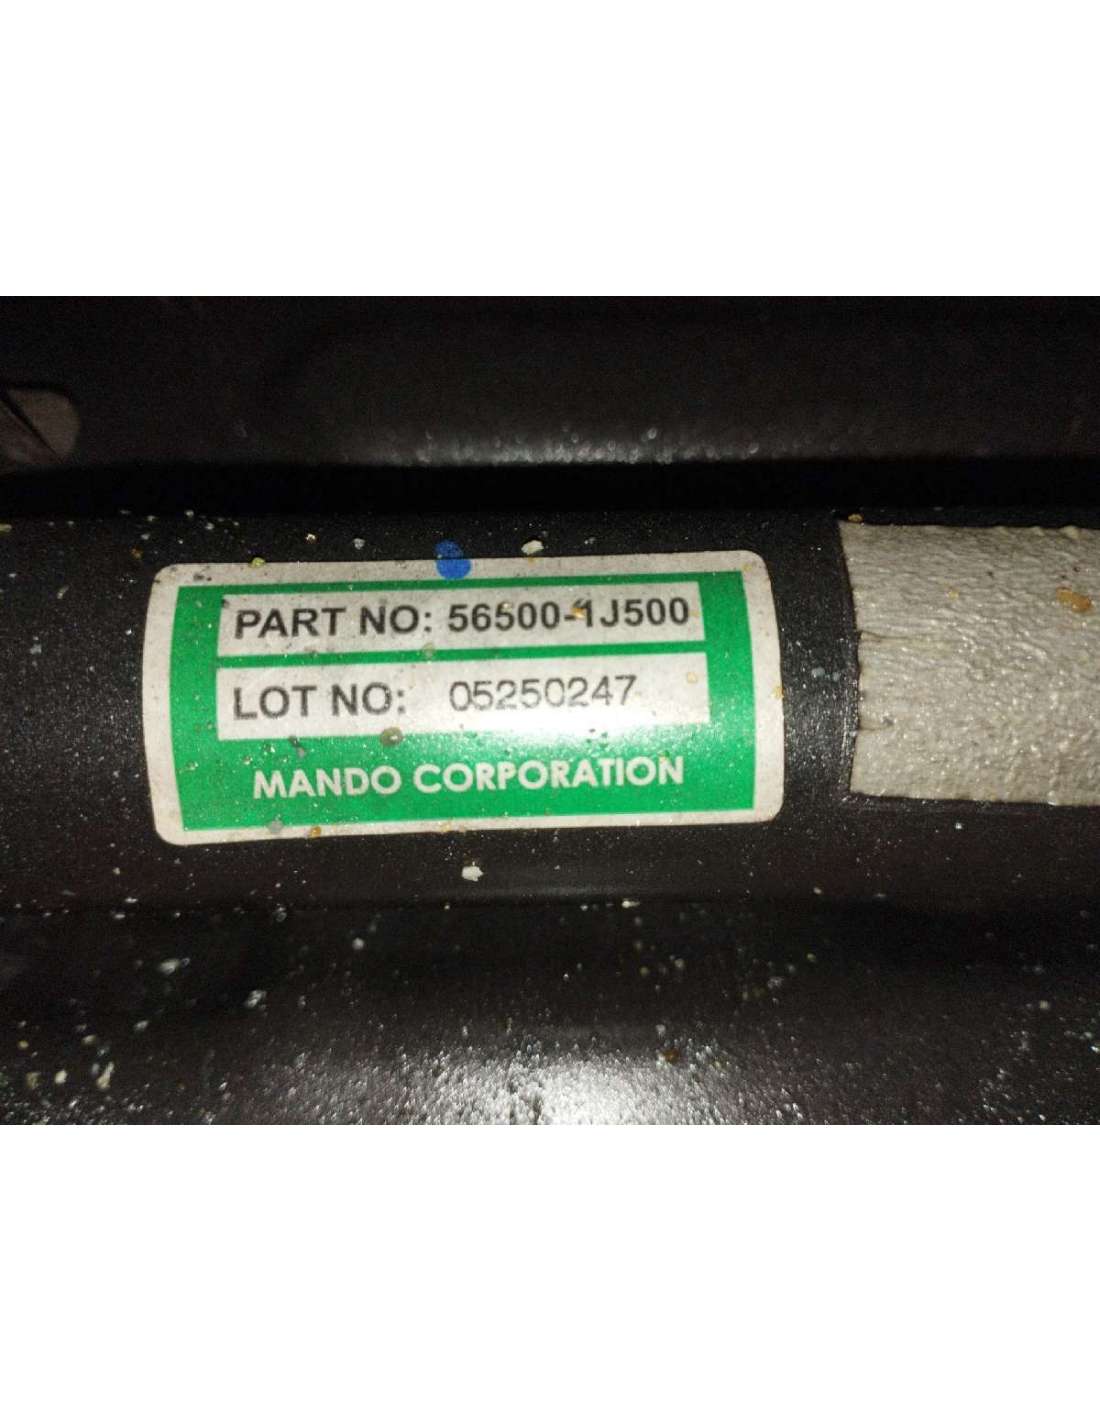 PART NO: 56500-1J500
LOT NO: 05250247
MANDO CORPORATION